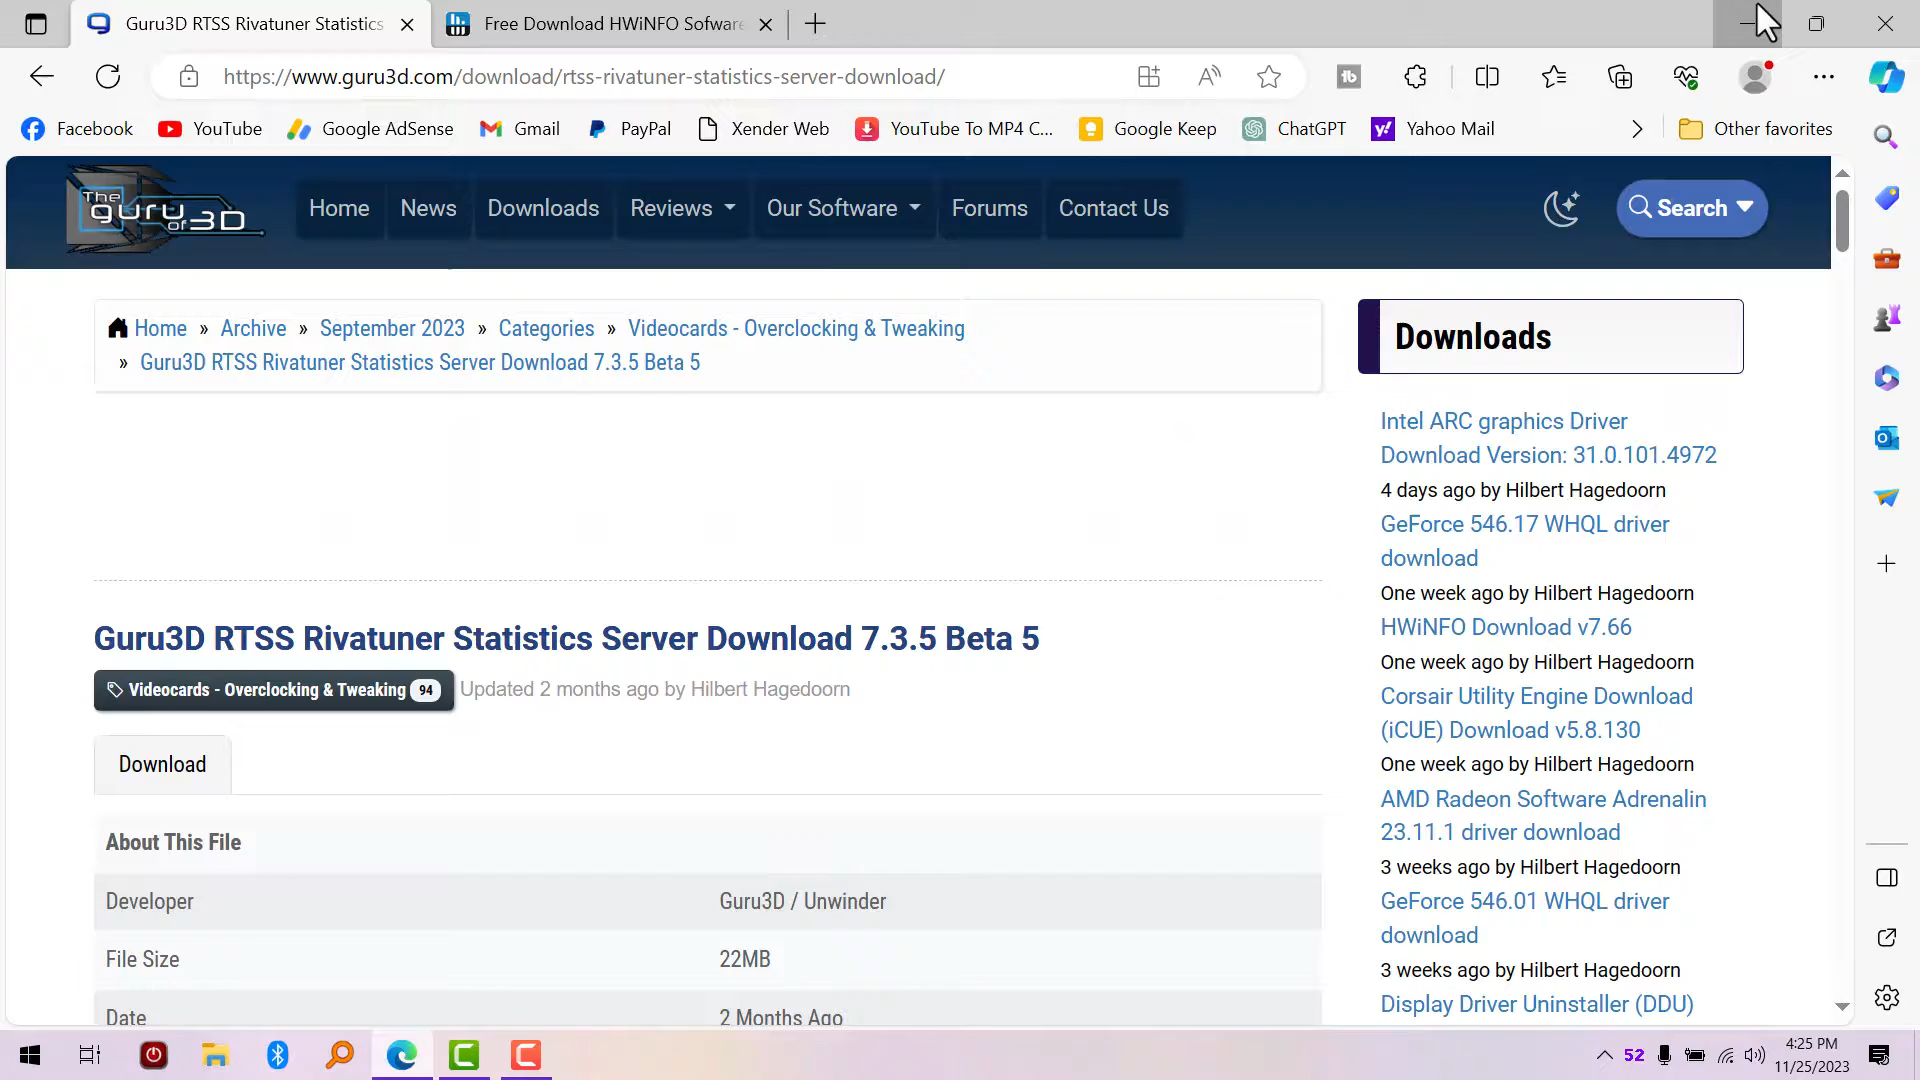 Guru3D RTSS Rivatuner Statistics
Free Download HWiNFO Sofware
https://www.guru3d.com/download/rtss-rivatuner-statistics-server-download/
Facebook YouTube Google AdSense Gmail PayPal Xender Web YouTube To MP4 C... Google Keep ChatGPT Yahoo Mail Other favorites
The guru of 3D
Home News Downloads Reviews Our Software Forums Contact Us Search
Home » Archive » September 2023 » Categories » Videocards - Overclocking & Tweaking
» Guru3D RTSS Rivatuner Statistics Server Download 7.3.5 Beta 5
Guru3D RTSS Rivatuner Statistics Server Download 7.3.5 Beta 5
Videocards - Overclocking & Tweaking 94 Updated 2 months ago by Hilbert Hagedoorn
Download
About This File
Developer Guru3D / Unwinder
File Size 22MB
Date 2 Months Ago
Downloads
Intel ARC graphics Driver
Download Version: 31.0.101.4972
4 days ago by Hilbert Hagedoorn
GeForce 546.17 WHQL driver
download
One week ago by Hilbert Hagedoorn
HWiNFO Download v7.66
One week ago by Hilbert Hagedoorn
Corsair Utility Engine Download
(iCUE) Download v5.8.130
One week ago by Hilbert Hagedoorn
AMD Radeon Software Adrenalin
23.11.1 driver download
3 weeks ago by Hilbert Hagedoorn
GeForce 546.01 WHQL driver
download
3 weeks ago by Hilbert Hagedoorn
Display Driver Uninstaller (DDU)
52
4:25 PM
11/25/2023